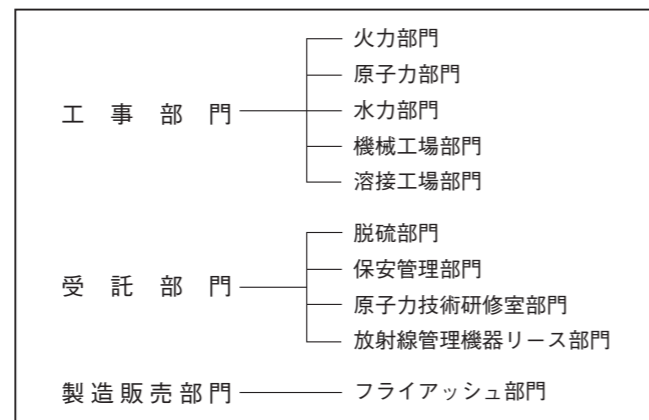 工事部門
火力部門
原子力部門
水力部門
機械工場部門
溶接工場部門
受託部門
脱硫部門
保安管理部門
原子力技術研修室部門
放射線管理機器リース部門
製造販売部門
フライアッシュ部門